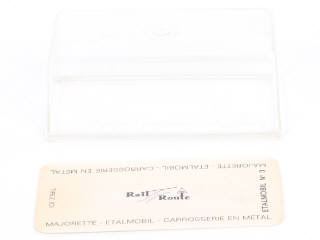 MAJORETTE - ETALMOBIL - CARROSSERIE EN METAL
Rail
Route
ETALMOBIL N° 3
MAJORETTE - ETALMOBIL - CARROSSERIE EN METAL